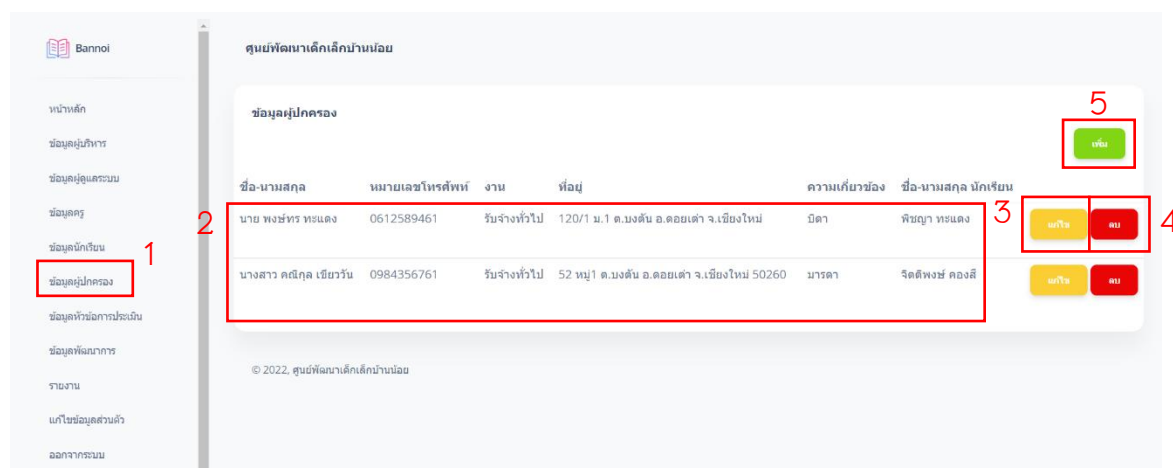 Bannoi
ศูนย์พัฒนาเด็กเล็กบ้านน้อย
หน้าหลัก
ข้อมูลผู้บริหาร
ข้อมูลผู้ดูแลระบบ
ข้อมูลครู
ข้อมูลนักเรียน
1
ข้อมูลผู้ปกครอง
ข้อมูลหัวข้อการประเมิน
ข้อมูลพัฒนาการ
รายงาน
แก้ไขข้อมูลส่วนตัว
ออกจากระบบ
ข้อมูลผู้ปกครอง
5
เพิ่ม
ชื่อ-นามสกุล หมายเลขโทรศัพท์ งาน ที่อยู่ ความเกี่ยวข้อง ชื่อ-นามสกุล นักเรียน
2 นาย พงษ์ทร ทะแดง 0612589461 รับจ้างทั่วไป 120/1 ม.1 ต.บงตัน อ.ดอยเต่า จ.เชียงใหม่ บิดา พิชญา ทะแดง 3 แก้ไข ลบ 4
นางสาว คณิกุล เขียววัน 0984356761 รับจ้างทั่วไป 52 หมู่1 ต.บงตัน อ.ดอยเต่า จ.เชียงใหม่ 50260 มารดา จิตติพงษ์ คองสี แก้ไข ลบ
© 2022, ศูนย์พัฒนาเด็กเล็กบ้านน้อย